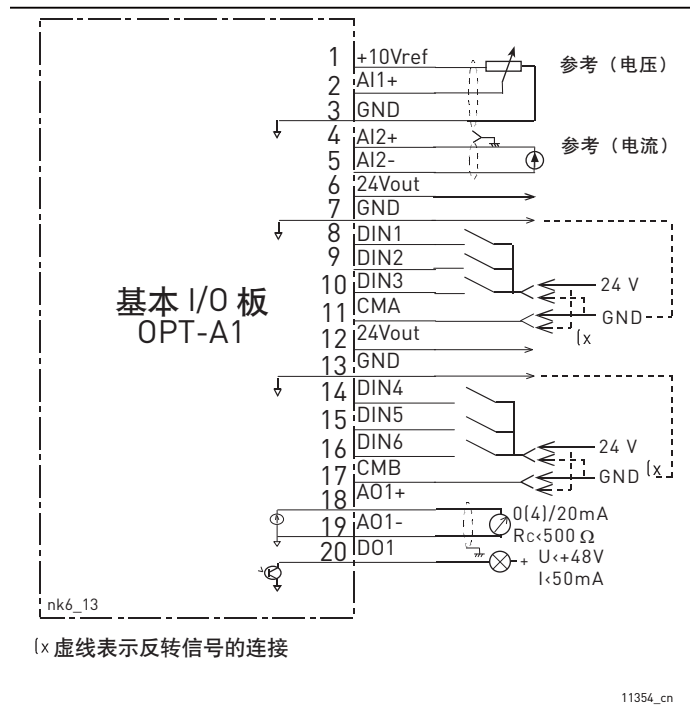 1 +10Vref
2 AI1+
3 GND
4 AI2+
5 AI2-
6 24Vout
7 GND
8 DIN1
9 DIN2
10 DIN3
11 CMA
12 24Vout
13 GND
14 DIN4
15 DIN5
16 DIN6
17 CMB
18 AO1+
19 AO1-
20 DO1
参考（电压）
参考（电流）
24 V
GND
(x
24 V
GND (x
0(4)/20mA
RC<500 Ω
+ U<+48V
I<50mA
基本 I/O 板
OPT-A1
nk6_13
(x 虚线表示反转信号的连接
11354_cn